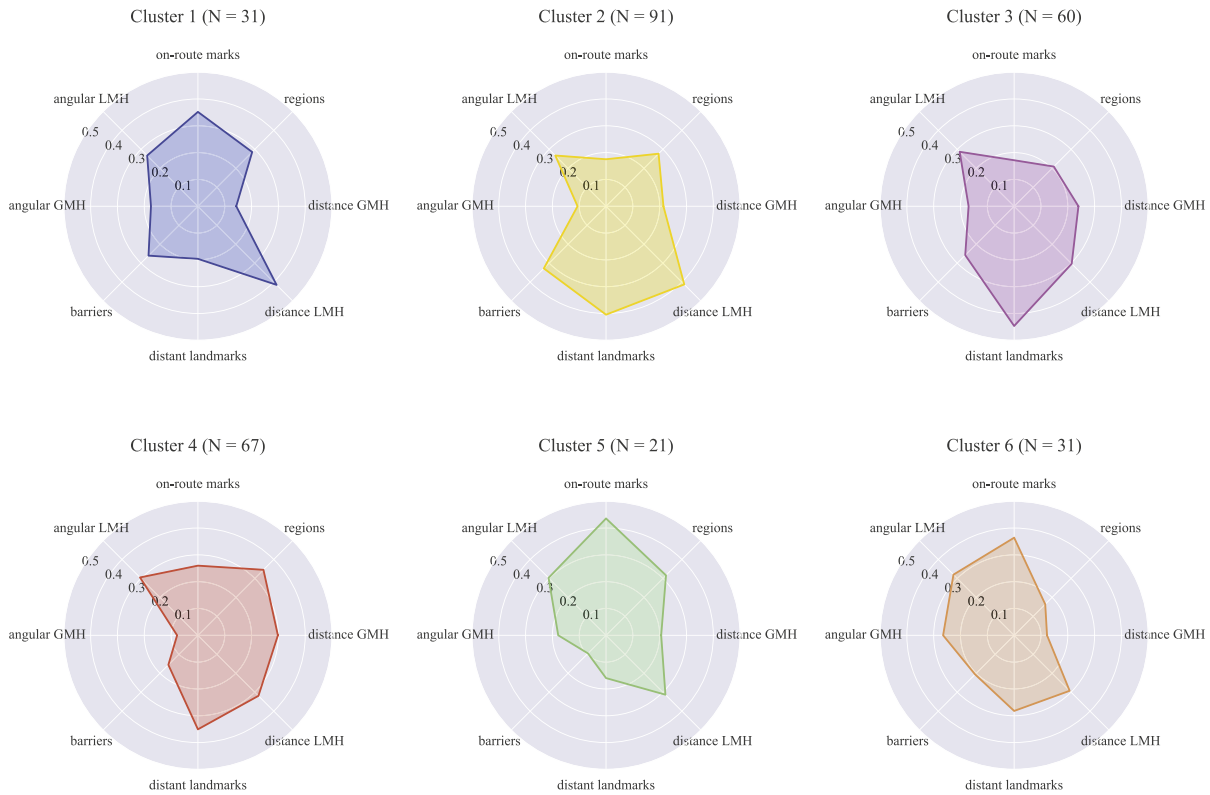 Cluster 1 (N = 31)
on-route marks
angular LMH
regions
0.5
0.4
0.3
0.2
0.1
angular GMH
distance GMH
barriers
distance LMH
distant landmarks
Cluster 2 (N = 91)
on-route marks
angular LMH
regions
0.5
0.4
0.3
0.2
0.1
angular GMH
distance GMH
barriers
distance LMH
distant landmarks
Cluster 3 (N = 60)
on-route marks
angular LMH
regions
0.5
0.4
0.3
0.2
0.1
angular GMH
distance GMH
barriers
distance LMH
distant landmarks
Cluster 4 (N = 67)
on-route marks
angular LMH
regions
0.5
0.4
0.3
0.2
0.1
angular GMH
distance GMH
barriers
distance LMH
distant landmarks
Cluster 5 (N = 21)
on-route marks
angular LMH
regions
0.5
0.4
0.3
0.2
0.1
angular GMH
distance GMH
barriers
distance LMH
distant landmarks
Cluster 6 (N = 31)
on-route marks
angular LMH
regions
0.5
0.4
0.3
0.2
0.1
angular GMH
distance GMH
barriers
distance LMH
distant landmarks